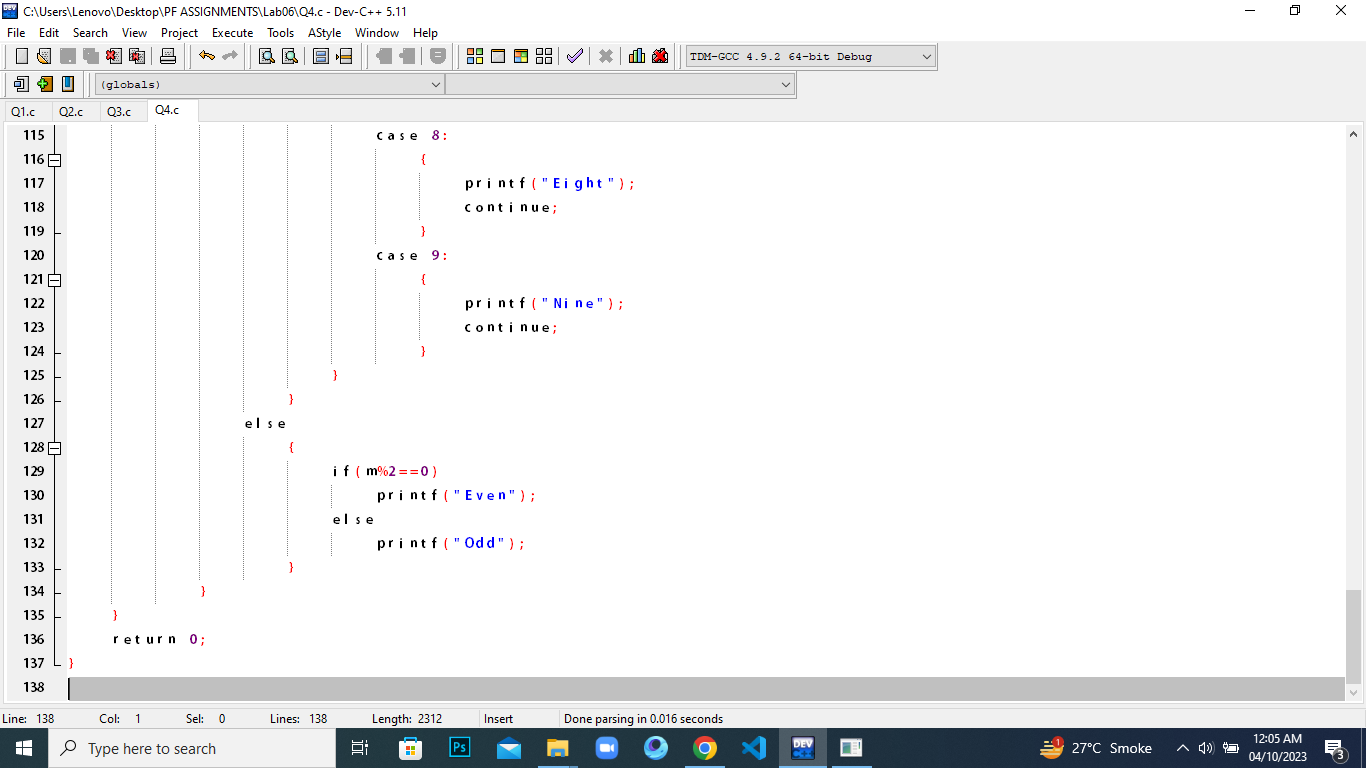 C:\Users\Lenovo\Desktop\PF ASSIGNMENTS\Lab06\Q4.c - Dev-C++ 5.11
File Edit Search View Project Execute Tools AStyle Window Help
TDM-GCC 4.9.2 64-bit Debug
(globals)
Q1.c Q2.c Q3.c Q4.c
115 case 8:
116 {
117 printf("Eight");
118 continue;
119 }
120 case 9:
121 {
122 printf("Nine");
123 continue;
124 }
125 }
126 }
127 else
128 {
129 if(m%2==0)
130 printf("Even");
131 else
132 printf("Odd");
133 }
134 }
135 }
136 return 0;
137 }
138
Line: 138 Col: 1 Sel: 0 Lines: 138 Length: 2312 Insert Done parsing in 0.016 seconds
Type here to search
Ps
DEV
1
27°C Smoke
12:05 AM
04/10/2023
3